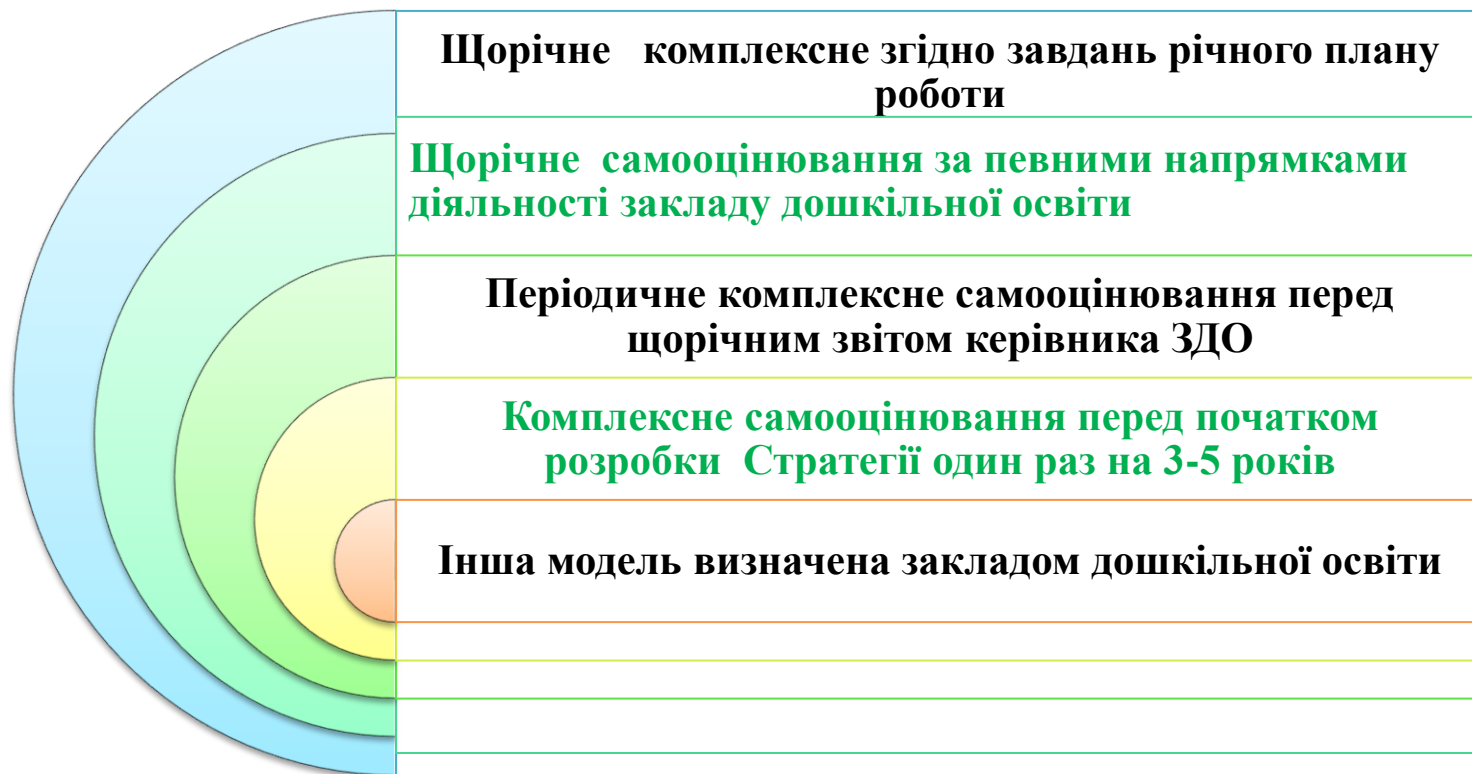 Щорічне комплексне згідно завдань річного плану
роботи
Щорічне самооцінювання за певними напрямками
діяльності закладу дошкільної освіти
Періодичне комплексне самооцінювання перед
щорічним звітом керівника ЗДО
Комплексне самооцінювання перед початком
розробки Стратегії один раз на 3-5 років
Інша модель визначена закладом дошкільної освіти